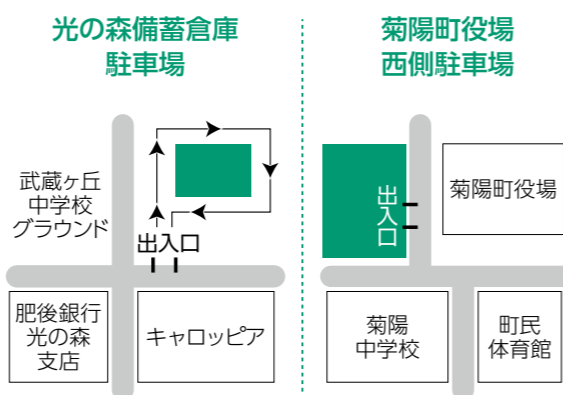 光の森備蓄倉庫
駐車場
武蔵ヶ丘
中学校
グラウンド
出入口
肥後銀行
光の森
支店
キャロッピア
菊陽町役場
西側駐車場
出入口
菊陽町役場
菊陽
中学校
町民
体育館